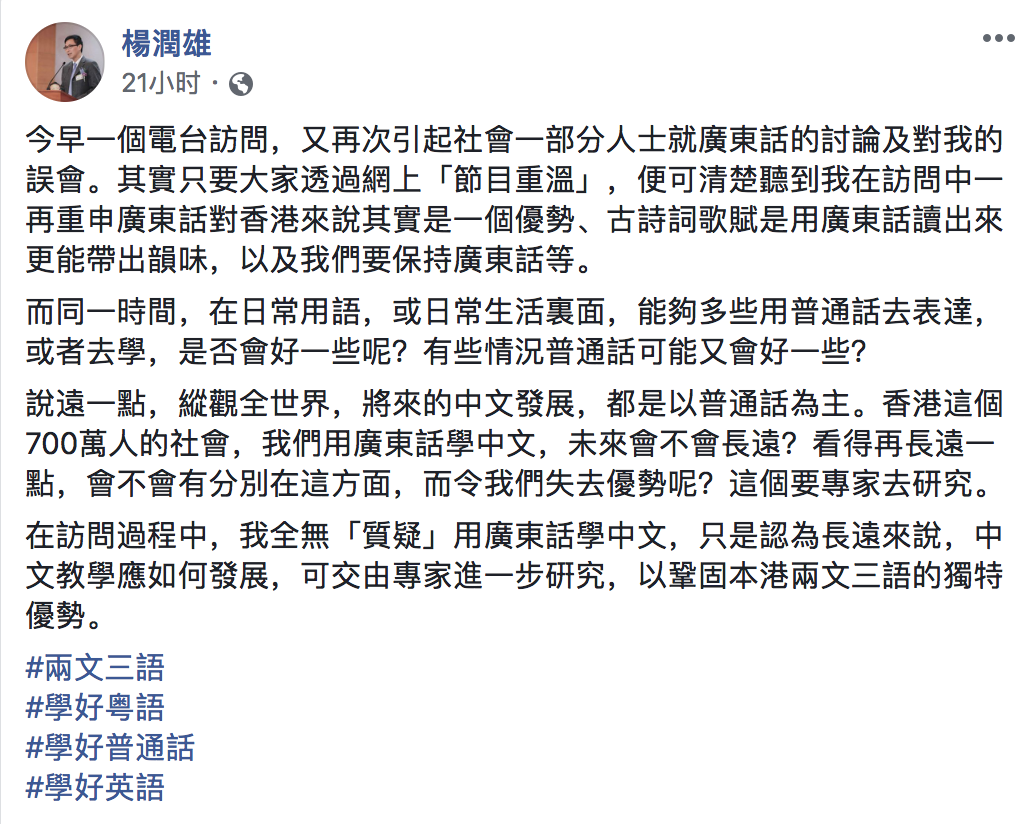 楊潤雄
21小时 ·
今早一個電台訪問，又再次引起社會一部分人士就廣東話的討論及對我的
誤會。其實只要大家透過網上「節目重溫」，便可清楚聽到我在訪問中一
再重申廣東話對香港來說其實是一個優勢、古詩詞歌賦是用廣東話讀出來
更能帶出韻味，以及我們要保持廣東話等。
而同一時間，在日常用語，或日常生活裏面，能夠多些用普通話去表達，
或者去學，是否會好一些呢？有些情況普通話可能又會好一些？
說遠一點，縱觀全世界，將來的中文發展，都是以普通話為主。香港這個
700萬人的社會，我們用廣東話學中文，未來會不會長遠？看得再長遠一
點，會不會有分別在這方面，而令我們失去優勢呢？這個要專家去研究。
在訪問過程中，我全無「質疑」用廣東話學中文，只是認為長遠來說，中
文教學應如何發展，可交由專家進一步研究，以鞏固本港兩文三語的獨特
優勢。
#兩文三語
#學好粵語
#學好普通話
#學好英語